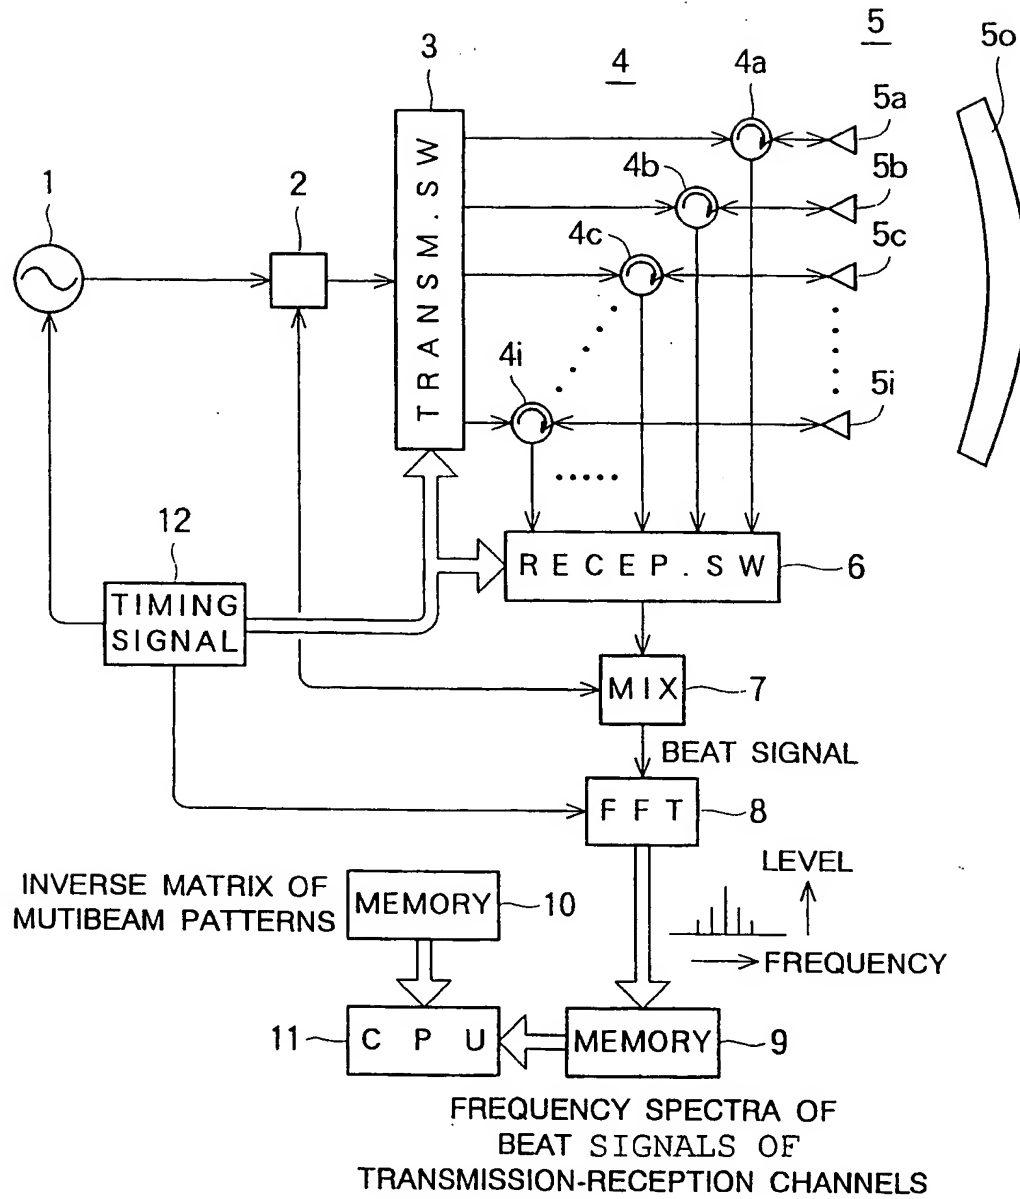 5
5o
3
4
4a
5a
TRANSM.SW
4b
5b
1
2
4c
5c
4i
5i
12
RECEP.SW
6
TIMING
SIGNAL
MIX
7
BEAT SIGNAL
FFT
8
LEVEL
INVERSE MATRIX OF
MUTIBEAM PATTERNS
MEMORY
10
FREQUENCY
11
CPU
MEMORY
9
FREQUENCY SPECTRA OF
BEAT SIGNALS OF
TRANSMISSION-RECEPTION CHANNELS